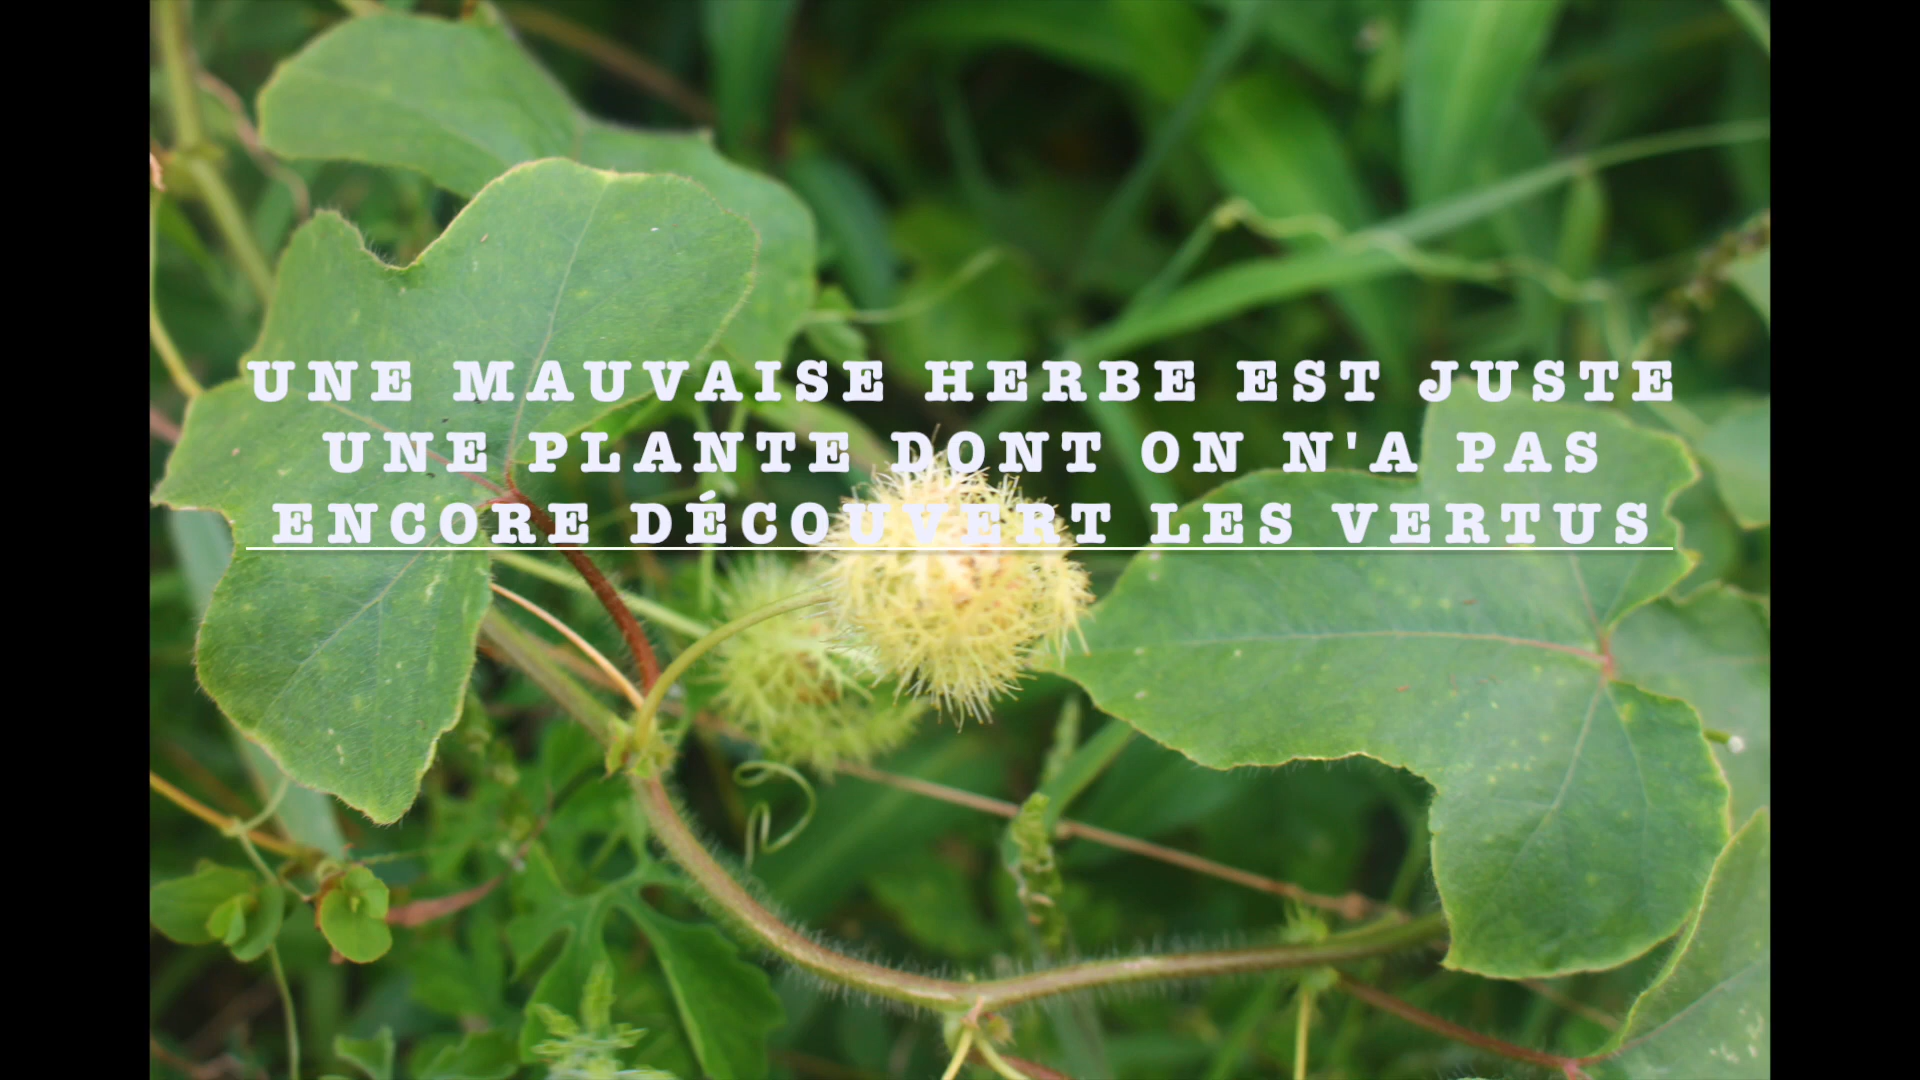 UNE MAUVAISE HERBE EST JUSTE
UNE PLANTE DONT ON N'A PAS
ENCORE DÉCOUVERT LES VERTUS